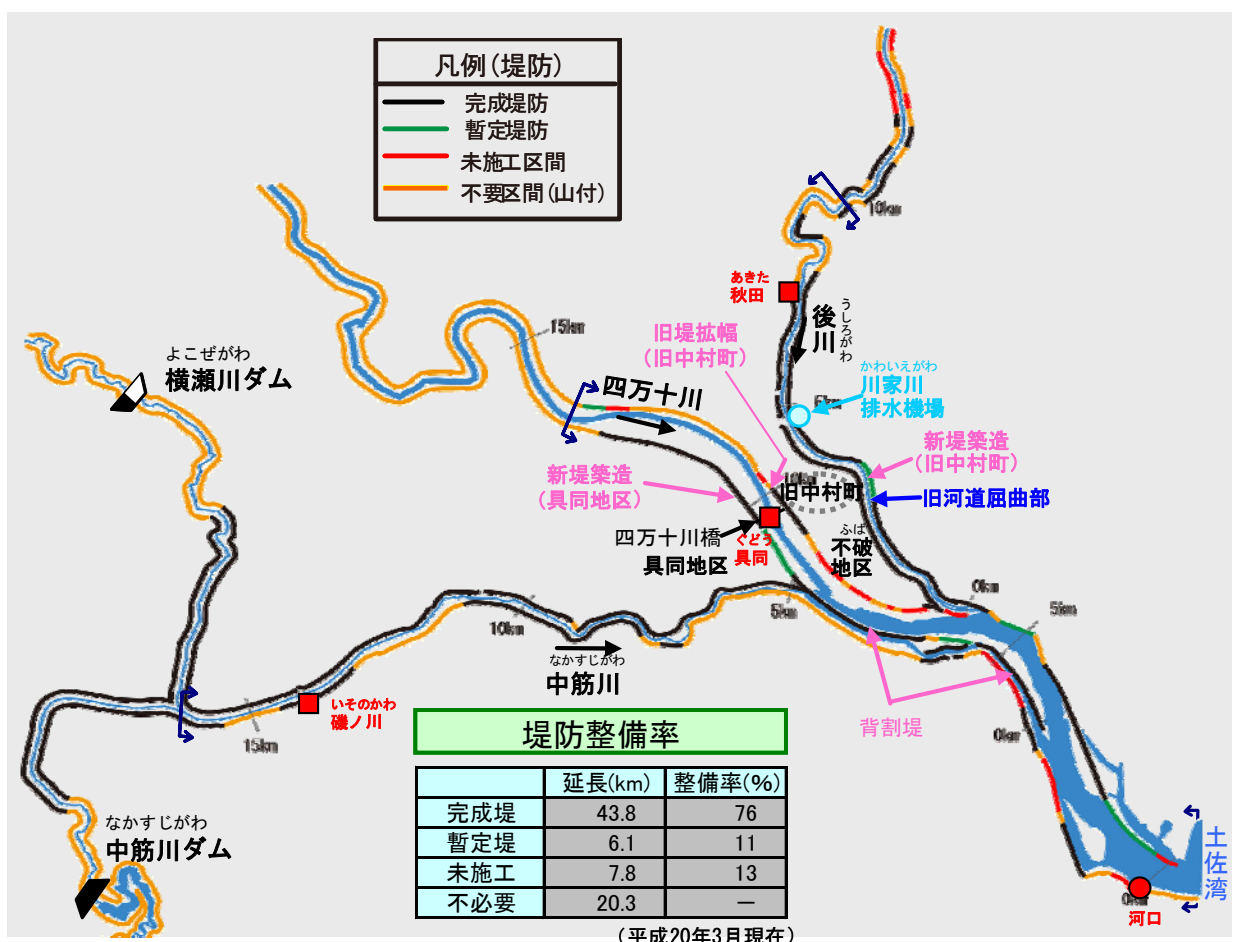 凡例(堤防)
完成堤防
暫定堤防
未施工区間
不要区間(山付)
10km
あきた
秋田
うしろがわ
後川
旧堤拡幅
(旧中村町)
15km
よこぜがわ
横瀬川ダム
四万十川
かわいえがわ
川家川
排水機場
5km
新堤築造
(旧中村町)
新堤築造
(具同地区)
10km
旧中村町
旧河道屈曲部
四万十川橋
ぐどう
具同
具同地区
ふば
不破
地区
0km
5km
5km
10km
なかすじがわ
中筋川
いそのかわ
磯ノ川
15km
背割堤
0km
堤防整備率
延長(km) 整備率(%)
完成堤 43.8 76
暫定堤 6.1 11
未施工 7.8 13
不必要 20.3 －
(平成20年3月現在)
なかすじがわ
中筋川ダム
土佐湾
0km
河口